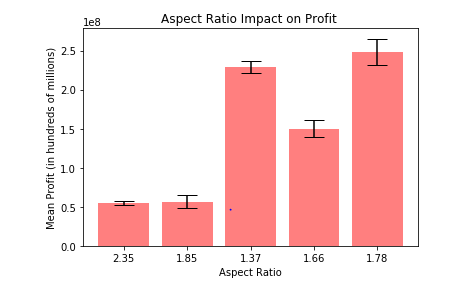 Aspect Ratio Impact on Profit
1e8
Mean Profit (in hundreds of millions)
2.5
2.0
1.5
1.0
0.5
0.0
2.35 1.85 1.37 1.66 1.78
Aspect Ratio